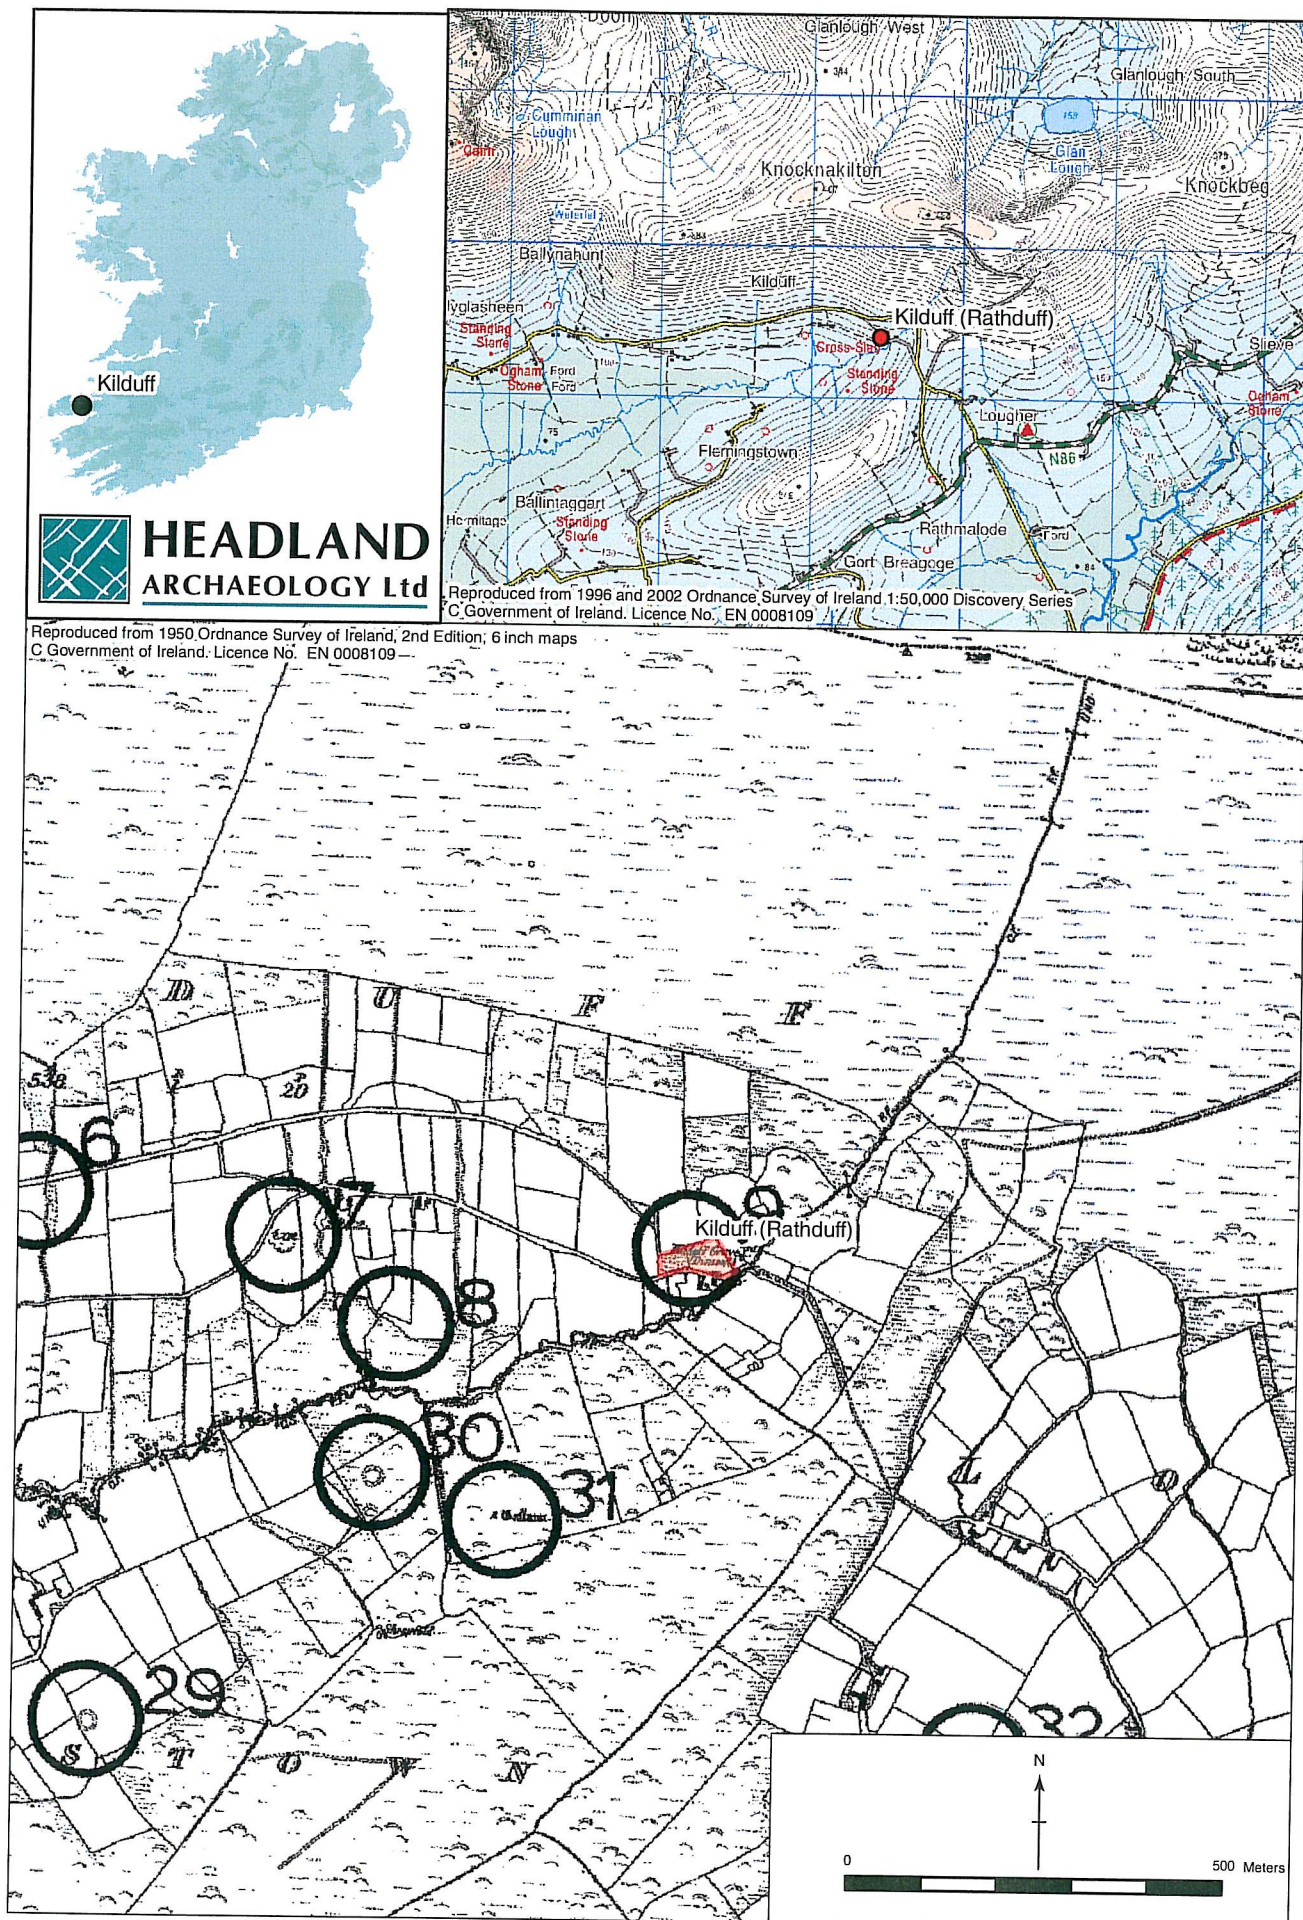 Kilduff
HEADLAND
ARCHAEOLOGY Ltd
Doon
Glanlough West
Glanlough South
Cumminan
Lough
Cairn
Knocknakilton
Glan
Lough
Knockbeg
Waterfall
Ballynahunt
Kilduff
lyglasheen
Standing
Stone
Ogham
Stone
Ford
Ford
Cross-Slab
Kilduff (Rathduff)
Standing
Stone
Slieve
Ogham
Stone
Lougher
N86
75
Flemingstown
Ballintaggart
Hermitage
Standing
Stone
Rathmalode
Ford
Gort Breagoge
84
Reproduced from 1996 and 2002 Ordnance Survey of Ireland 1:50,000 Discovery Series
C Government of Ireland. Licence No. EN 0008109
Reproduced from 1950 Ordnance Survey of Ireland, 2nd Edition; 6 inch maps
C Government of Ireland. Licence No. EN 0008109
D U F F
538
20
6
7
Kilduff (Rathduff)
8
30
31
L O
29
32
S T O W N
N
0
500 Meters